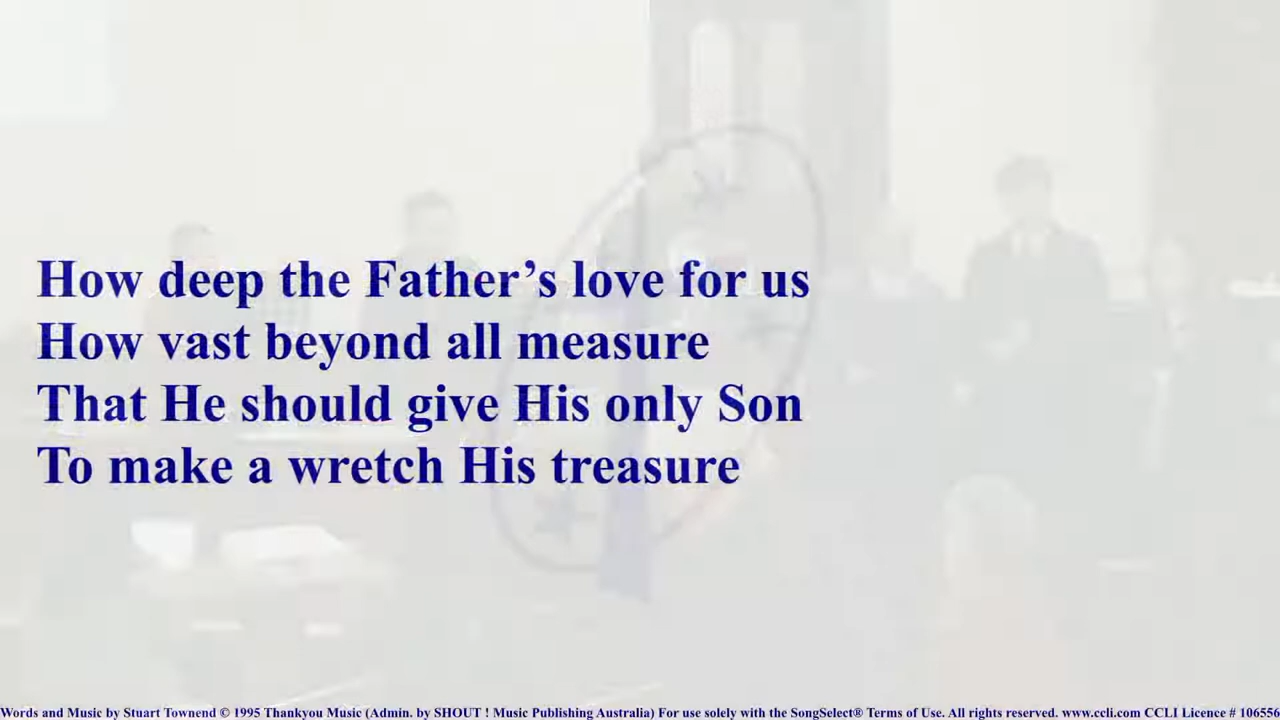 How deep the Father’s love for us
How vast beyond all measure
That He should give His only Son
To make a wretch His treasure
Words and Music by Stuart Townend © 1995 Thankyou Music (Admin. by SHOUT ! Music Publishing Australia) For use solely with the SongSelect® Terms of Use. All rights reserved. www.ccli.com CCLI Licence # 106556